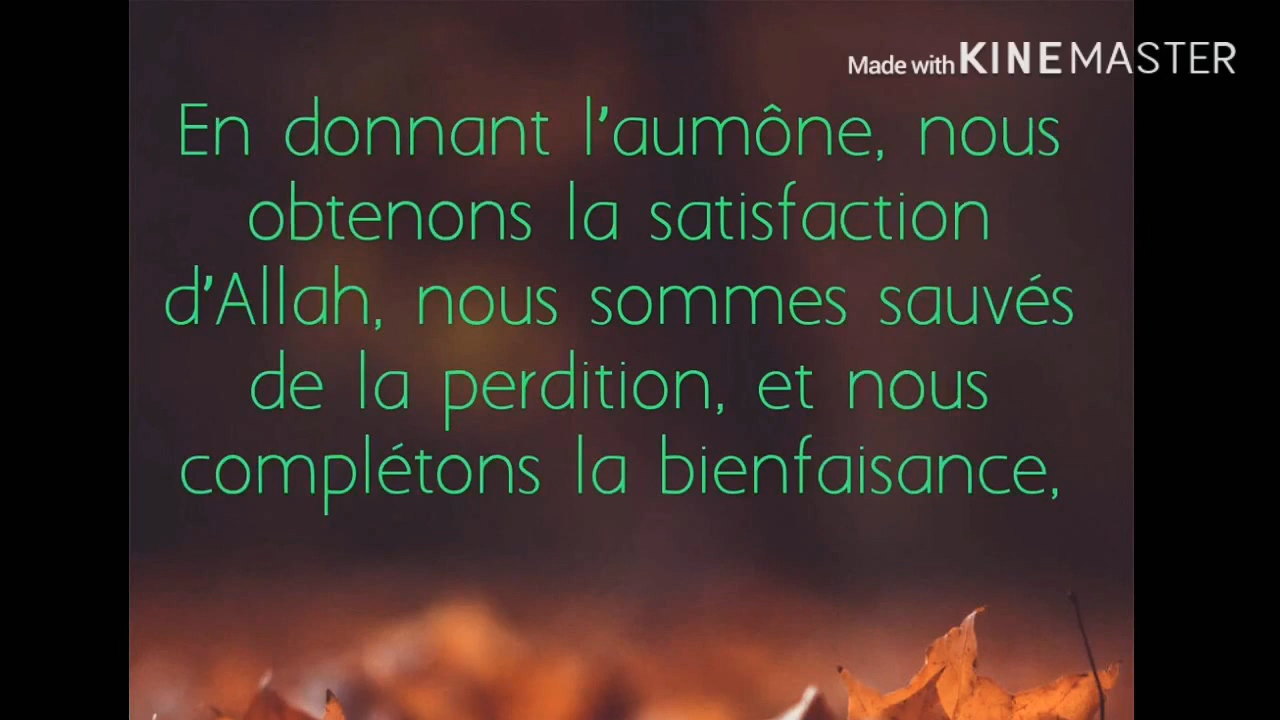 Made with KINEMASTER
En donnant l'aumône, nous
obtenons la satisfaction
d'Allah, nous sommes sauvés
de la perdition, et nous
complétons la bienfaisance,